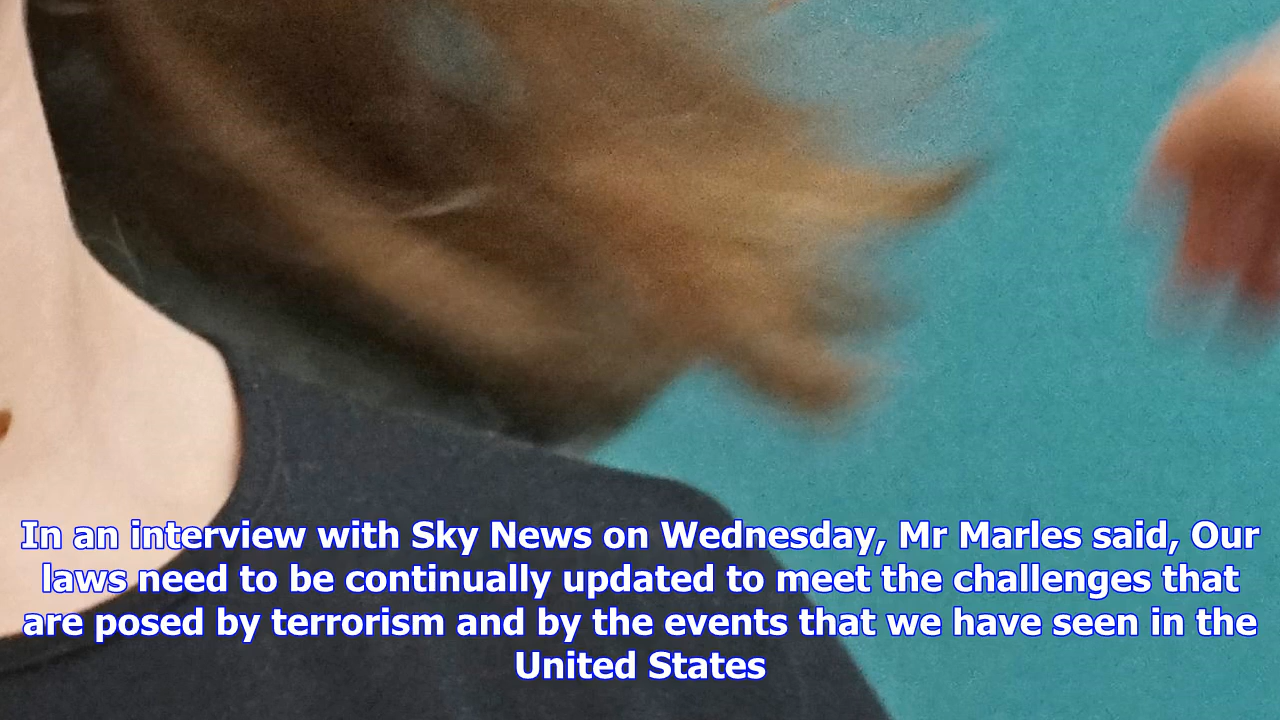 In an interview with Sky News on Wednesday, Mr Marles said, Our
laws need to be continually updated to meet the challenges that
are posed by terrorism and by the events that we have seen in the
United States